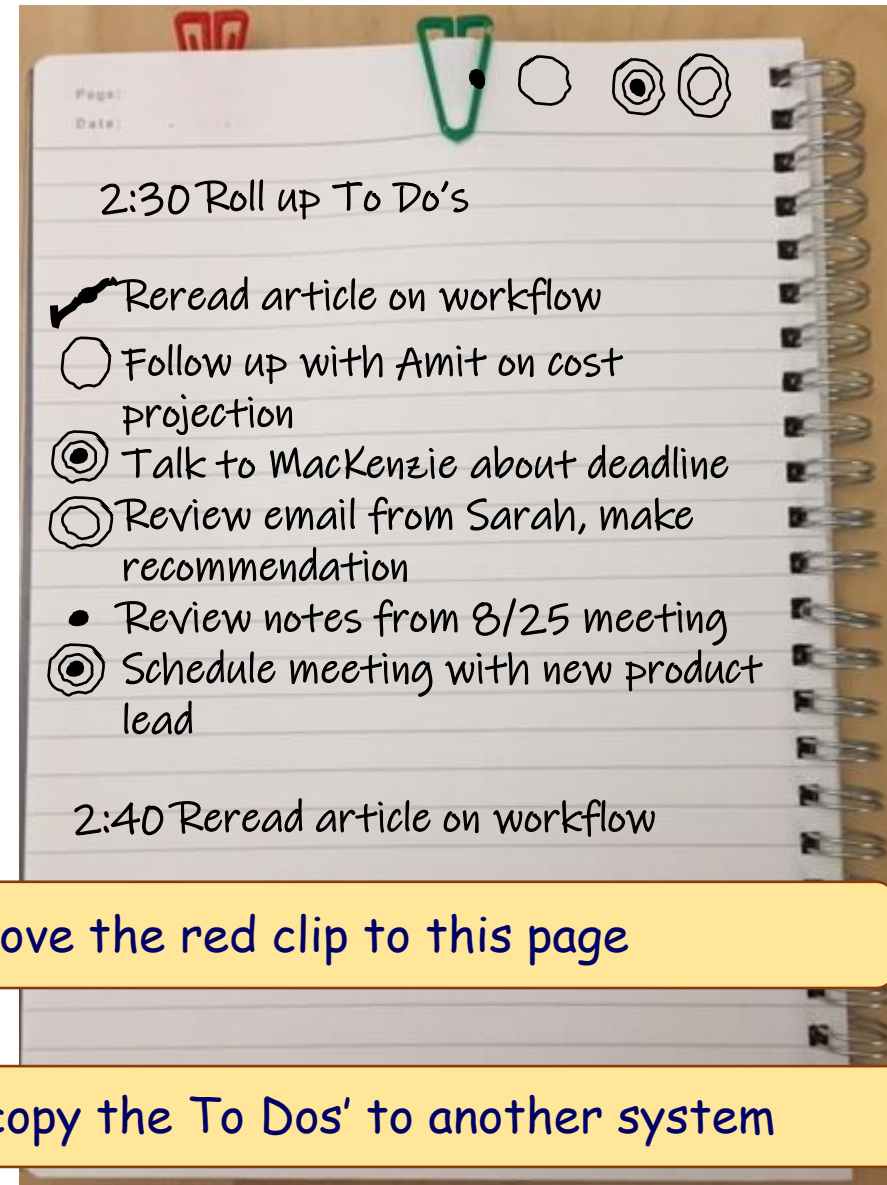 Page:
Date:
2:30 Roll up To Do's
Reread article on workflow
Follow up with Amit on cost
projection
Talk to MacKenzie about deadline
Review email from Sarah, make
recommendation
Review notes from 8/25 meeting
Schedule meeting with new product
lead
2:40 Reread article on workflow
ove the red clip to this page
copy the To Dos' to another system